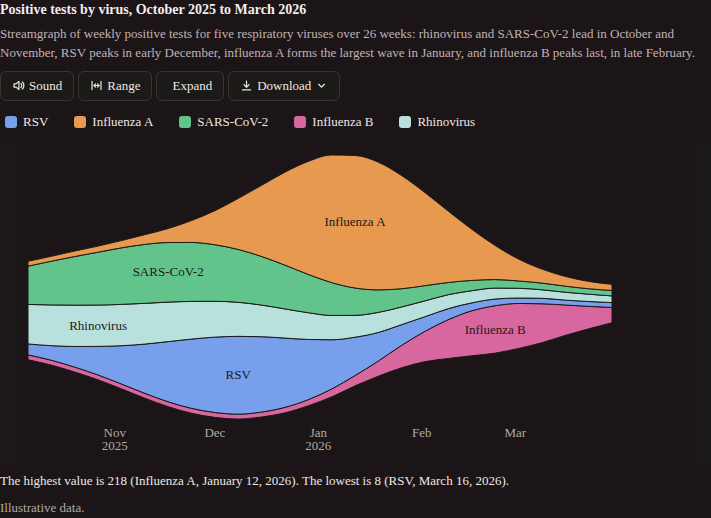 Positive tests by virus, October 2025 to March 2026
Streamgraph of weekly positive tests for five respiratory viruses over 26 weeks: rhinovirus and SARS-CoV-2 lead in October and
November, RSV peaks in early December, influenza A forms the largest wave in January, and influenza B peaks last, in late February.
Sound Range Expand Download
RSV Influenza A SARS-CoV-2 Influenza B Rhinovirus
Influenza A
SARS-CoV-2
Rhinovirus
Influenza B
RSV
Nov Dec Jan Feb Mar
2025 2026
The highest value is 218 (Influenza A, January 12, 2026). The lowest is 8 (RSV, March 16, 2026).
Illustrative data.